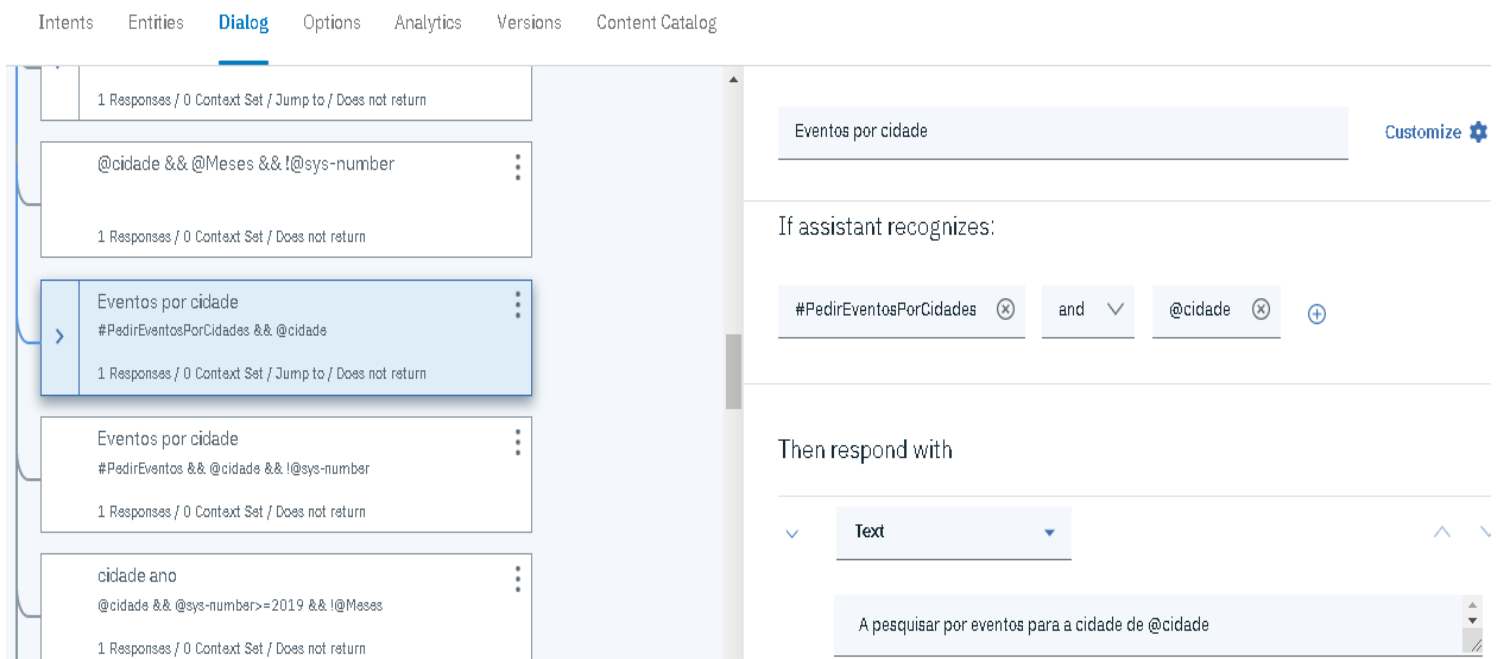 Intents Entities Dialog Options Analytics Versions Content Catalog
1 Responses / 0 Context Set / Jump to / Does not return
@cidade && @Meses && !@sys-number
1 Responses / 0 Context Set / Does not return
Eventos por cidade
#PedirEventosPorCidades && @cidade
1 Responses / 0 Context Set / Jump to / Does not return
Eventos por cidade
#PedirEventos && @cidade && !@sys-number
1 Responses / 0 Context Set / Does not return
cidade ano
@cidade && @sys-number>=2019 && !@Meses
1 Responses / 0 Context Set / Does not return
Eventos por cidade
Customize
If assistant recognizes:
#PedirEventosPorCidades and @cidade
Then respond with
Text
A pesquisar por eventos para a cidade de @cidade